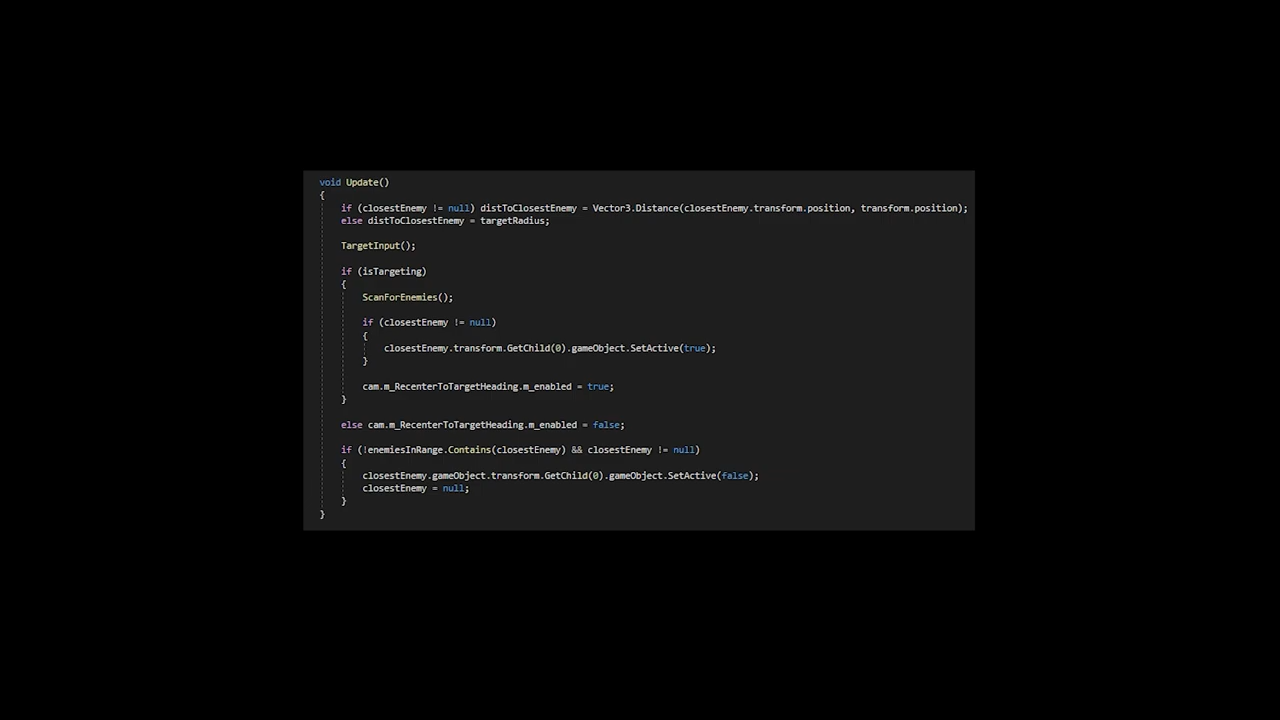 void Update()
{
if (closestEnemy != null) distToClosestEnemy = Vector3.Distance(closestEnemy.transform.position, transform.position);
else distToClosestEnemy = targetRadius;
TargetInput();
if (isTargeting)
{
ScanForEnemies();
if (closestEnemy != null)
{
closestEnemy.transform.GetChild(0).gameObject.SetActive(true);
}
cam.m_RecenterToTargetHeading.m_enabled = true;
}
else cam.m_RecenterToTargetHeading.m_enabled = false;
if (!enemiesInRange.Contains(closestEnemy) && closestEnemy != null)
{
closestEnemy.gameObject.transform.GetChild(0).gameObject.SetActive(false);
closestEnemy = null;
}
}